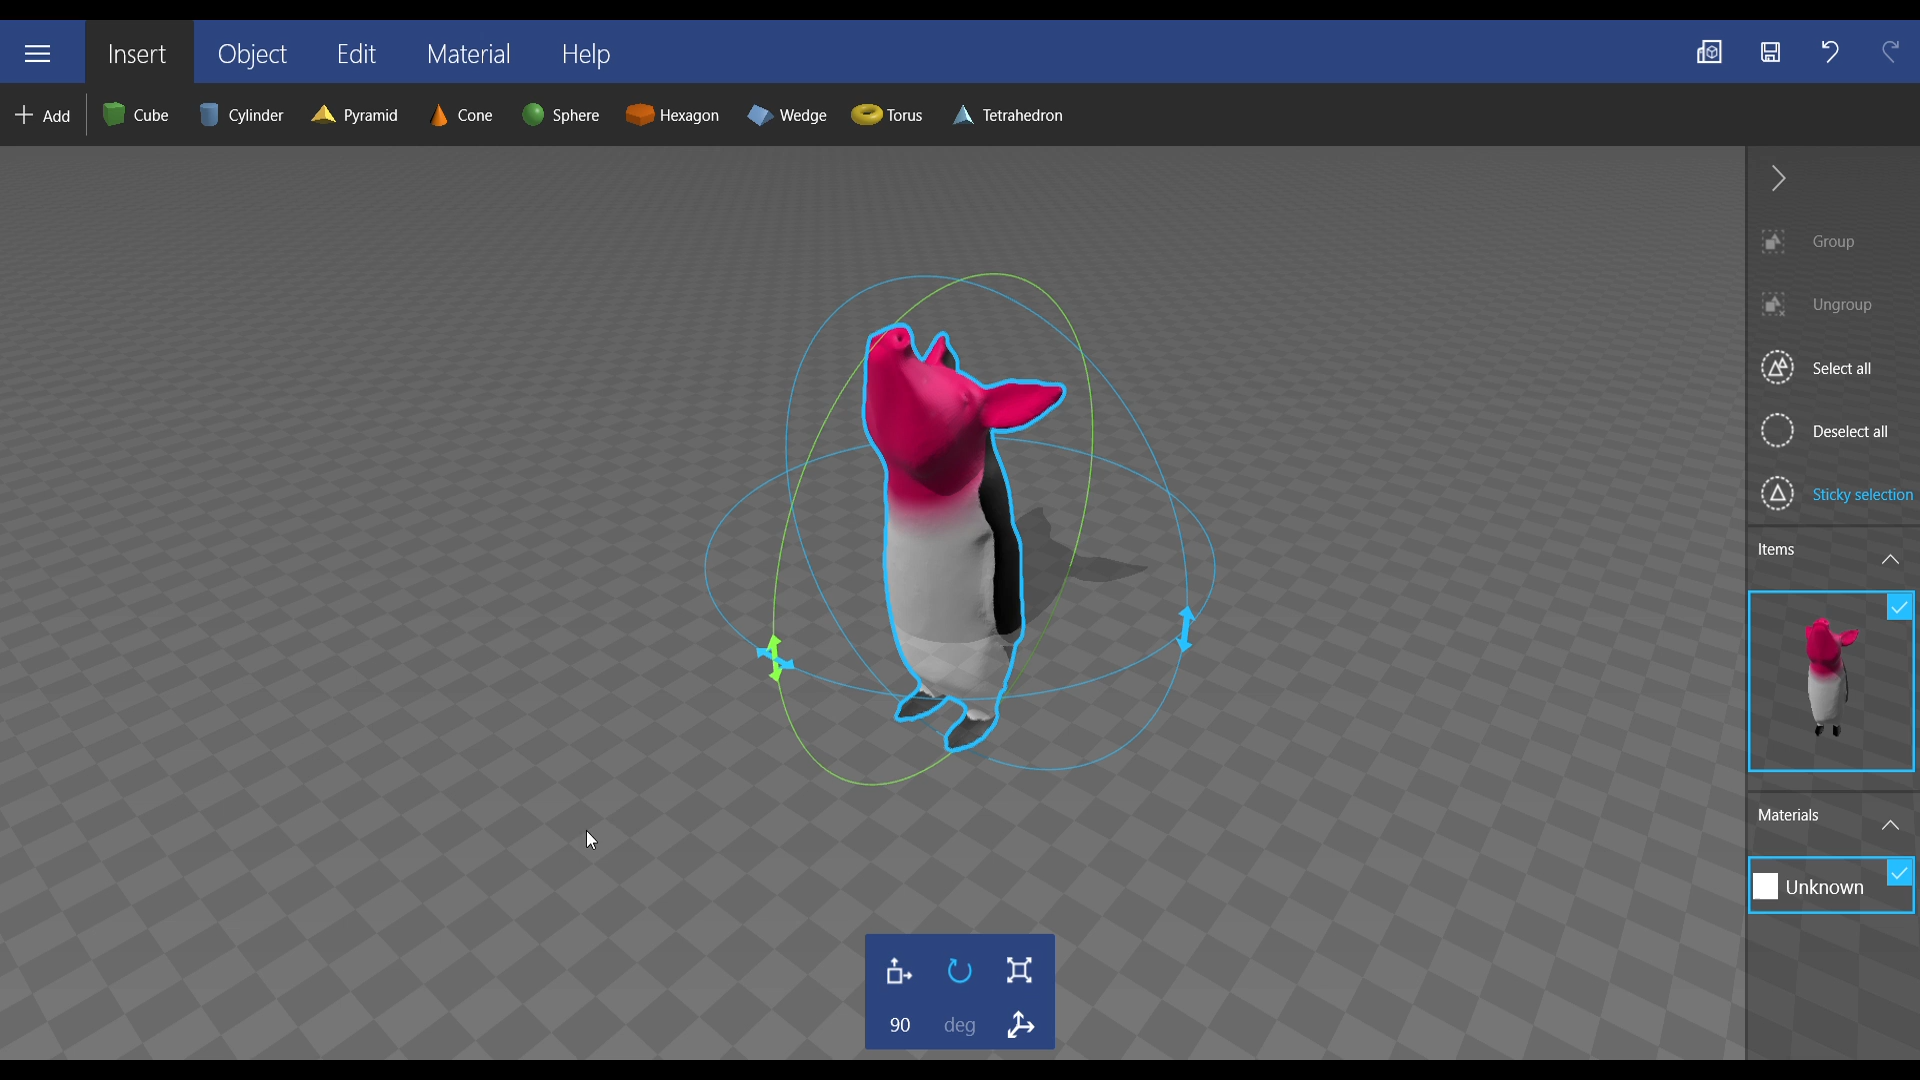 Insert Object Edit Material Help
Add Cube Cylinder Pyramid Cone Sphere Hexagon Wedge Torus Tetrahedron
Group
Ungroup
Select all
Deselect all
Sticky selection
Items
Materials
Unknown
90 deg